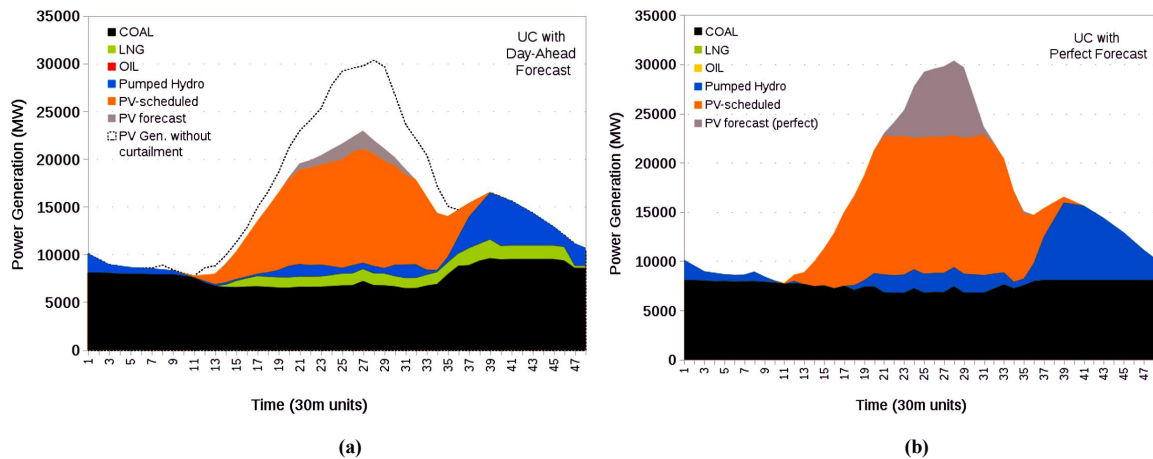 35000
30000
25000
20000
15000
10000
5000
0
Power Generation (MW)
COAL
LNG
OIL
Pumped Hydro
PV-scheduled
PV forecast
PV Gen. without
curtailment
UC with
Day-Ahead
Forecast
1 3 5 7 9 11 13 15 17 19 21 23 25 27 29 31 33 35 37 39 41 43 45 47
Time (30m units)
(a)
35000
30000
25000
20000
15000
10000
5000
0
Power Generation (MW)
COAL
LNG
OIL
Pumped Hydro
PV-scheduled
PV forecast (perfect)
UC with
Perfect Forecast
1 3 5 7 9 11 13 15 17 19 21 23 25 27 29 31 33 35 37 39 41 43 45 47
Time (30m units)
(b)